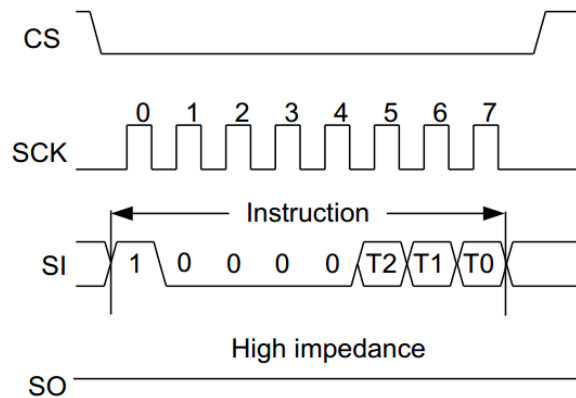 CS
0 1 2 3 4 5 6 7
SCK
Instruction
SI 1 0 0 0 0 T2 T1 T0
High impedance
SO